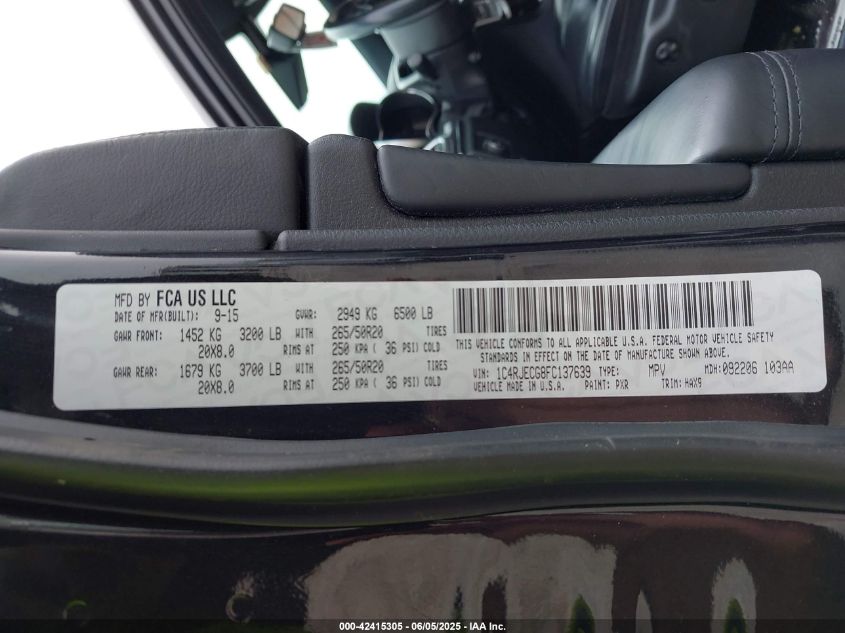 MFD BY FCA US LLC
DATE OF MFR(BUILT): 9-15 GVWR: 2949 KG 6500 LB
GAWR FRONT: 1452 KG 3200 LB WITH 265/50R20 TIRES
20X8.0 RIMS AT 250 KPA ( 36 PSI) COLD
GAWR REAR: 1679 KG 3700 LB WITH 265/50R20 TIRES
20X8.0 RIMS AT 250 KPA ( 36 PSI) COLD
THIS VEHICLE CONFORMS TO ALL APPLICABLE U.S.A. FEDERAL MOTOR VEHICLE SAFETY
STANDARDS IN EFFECT ON THE DATE OF MANUFACTURE SHOWN ABOVE.
VIN: 1C4RJECG8FC137639 TYPE: MPV MDH:092206 103AA
VEHICLE MADE IN U.S.A. PAINT: PXR TRIM: HAX9
000-42415305 - 06/05/2025 - IAA Inc.